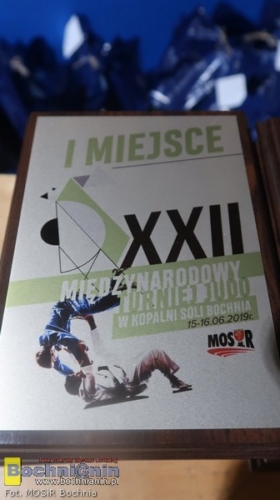 I MIEJSCE
XXII
MIĘDZYNARODOWY
TURNIEJ JUDO
W KOPALNI SOLI BOCHNIA
15-16.06.2019r.
MOSiR
BochniAnin
www.bochnianin.pl
Fot. MOSiR Bochnia